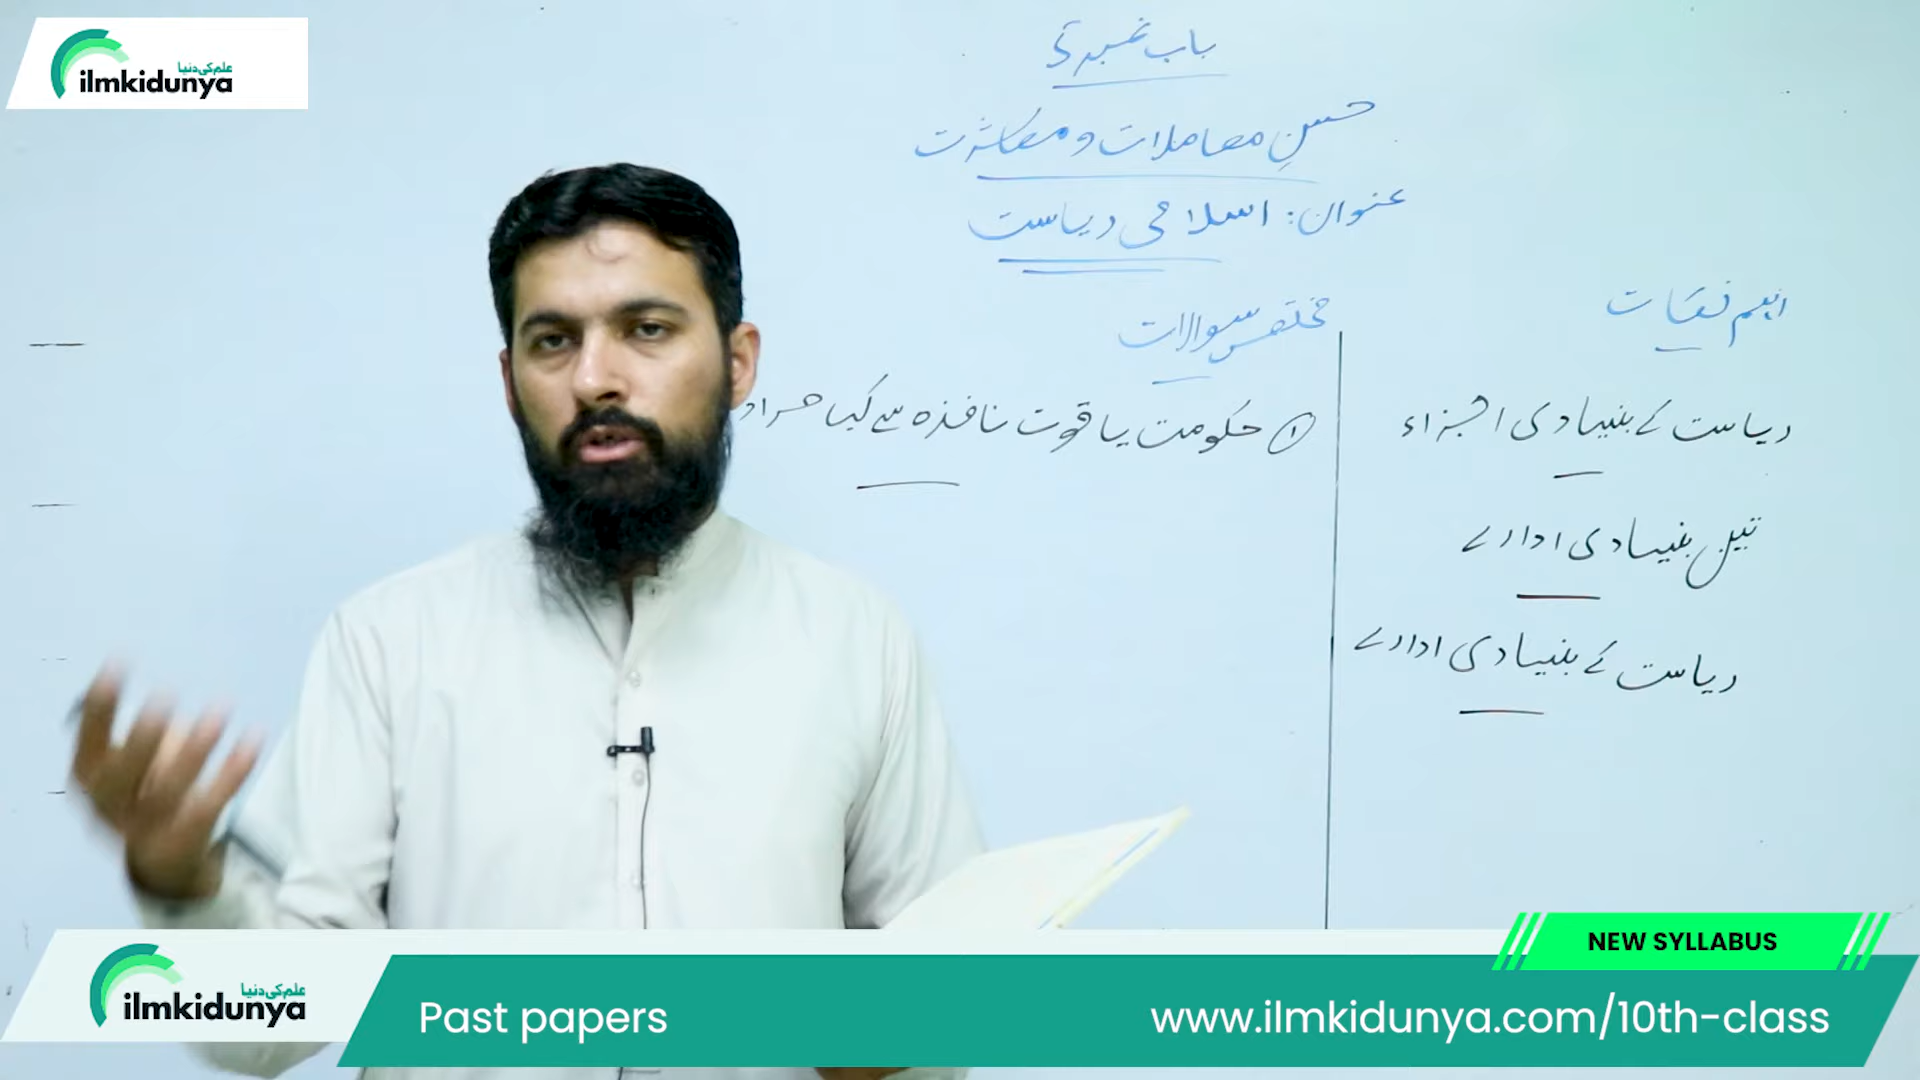 علم کی دنیا
ilmkidunya
باب نمبر
حسنِ معاملات و معاشرت
عنوان: اسلامی ریاست
مختصر سوالات
اہم نکات
① حکومت یا قوت نافذہ سے کیا مراد
ریاست کے بنیادی اجزاء
تین بنیادی ادارے
ریاست کے بنیادی ادارے
NEW SYLLABUS
علم کی دنیا
ilmkidunya
Past papers
www.ilmkidunya.com/10th-class